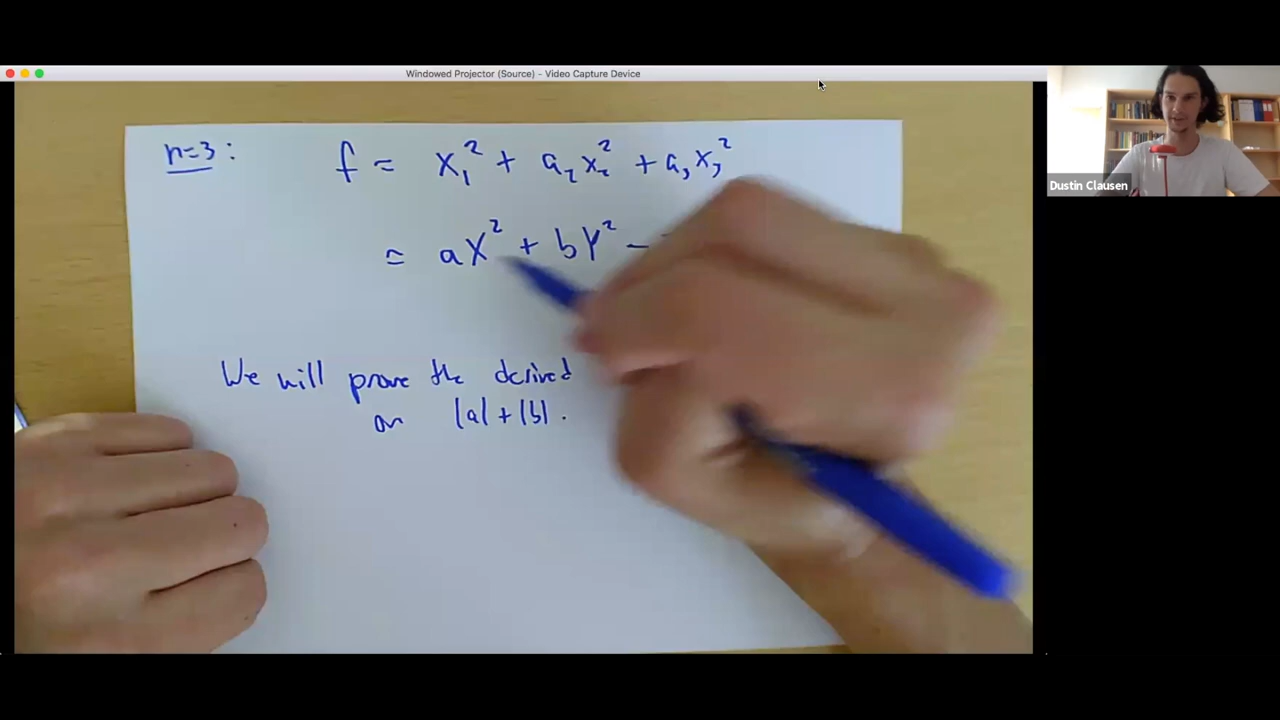 Windowed Projector (Source) - Video Capture Device
Dustin Clausen
n=3: f = x₁² + a₂x₂² + a₃x₃²
≃ aX² + bY² -
We will prove the desired
on |a|+|b|.